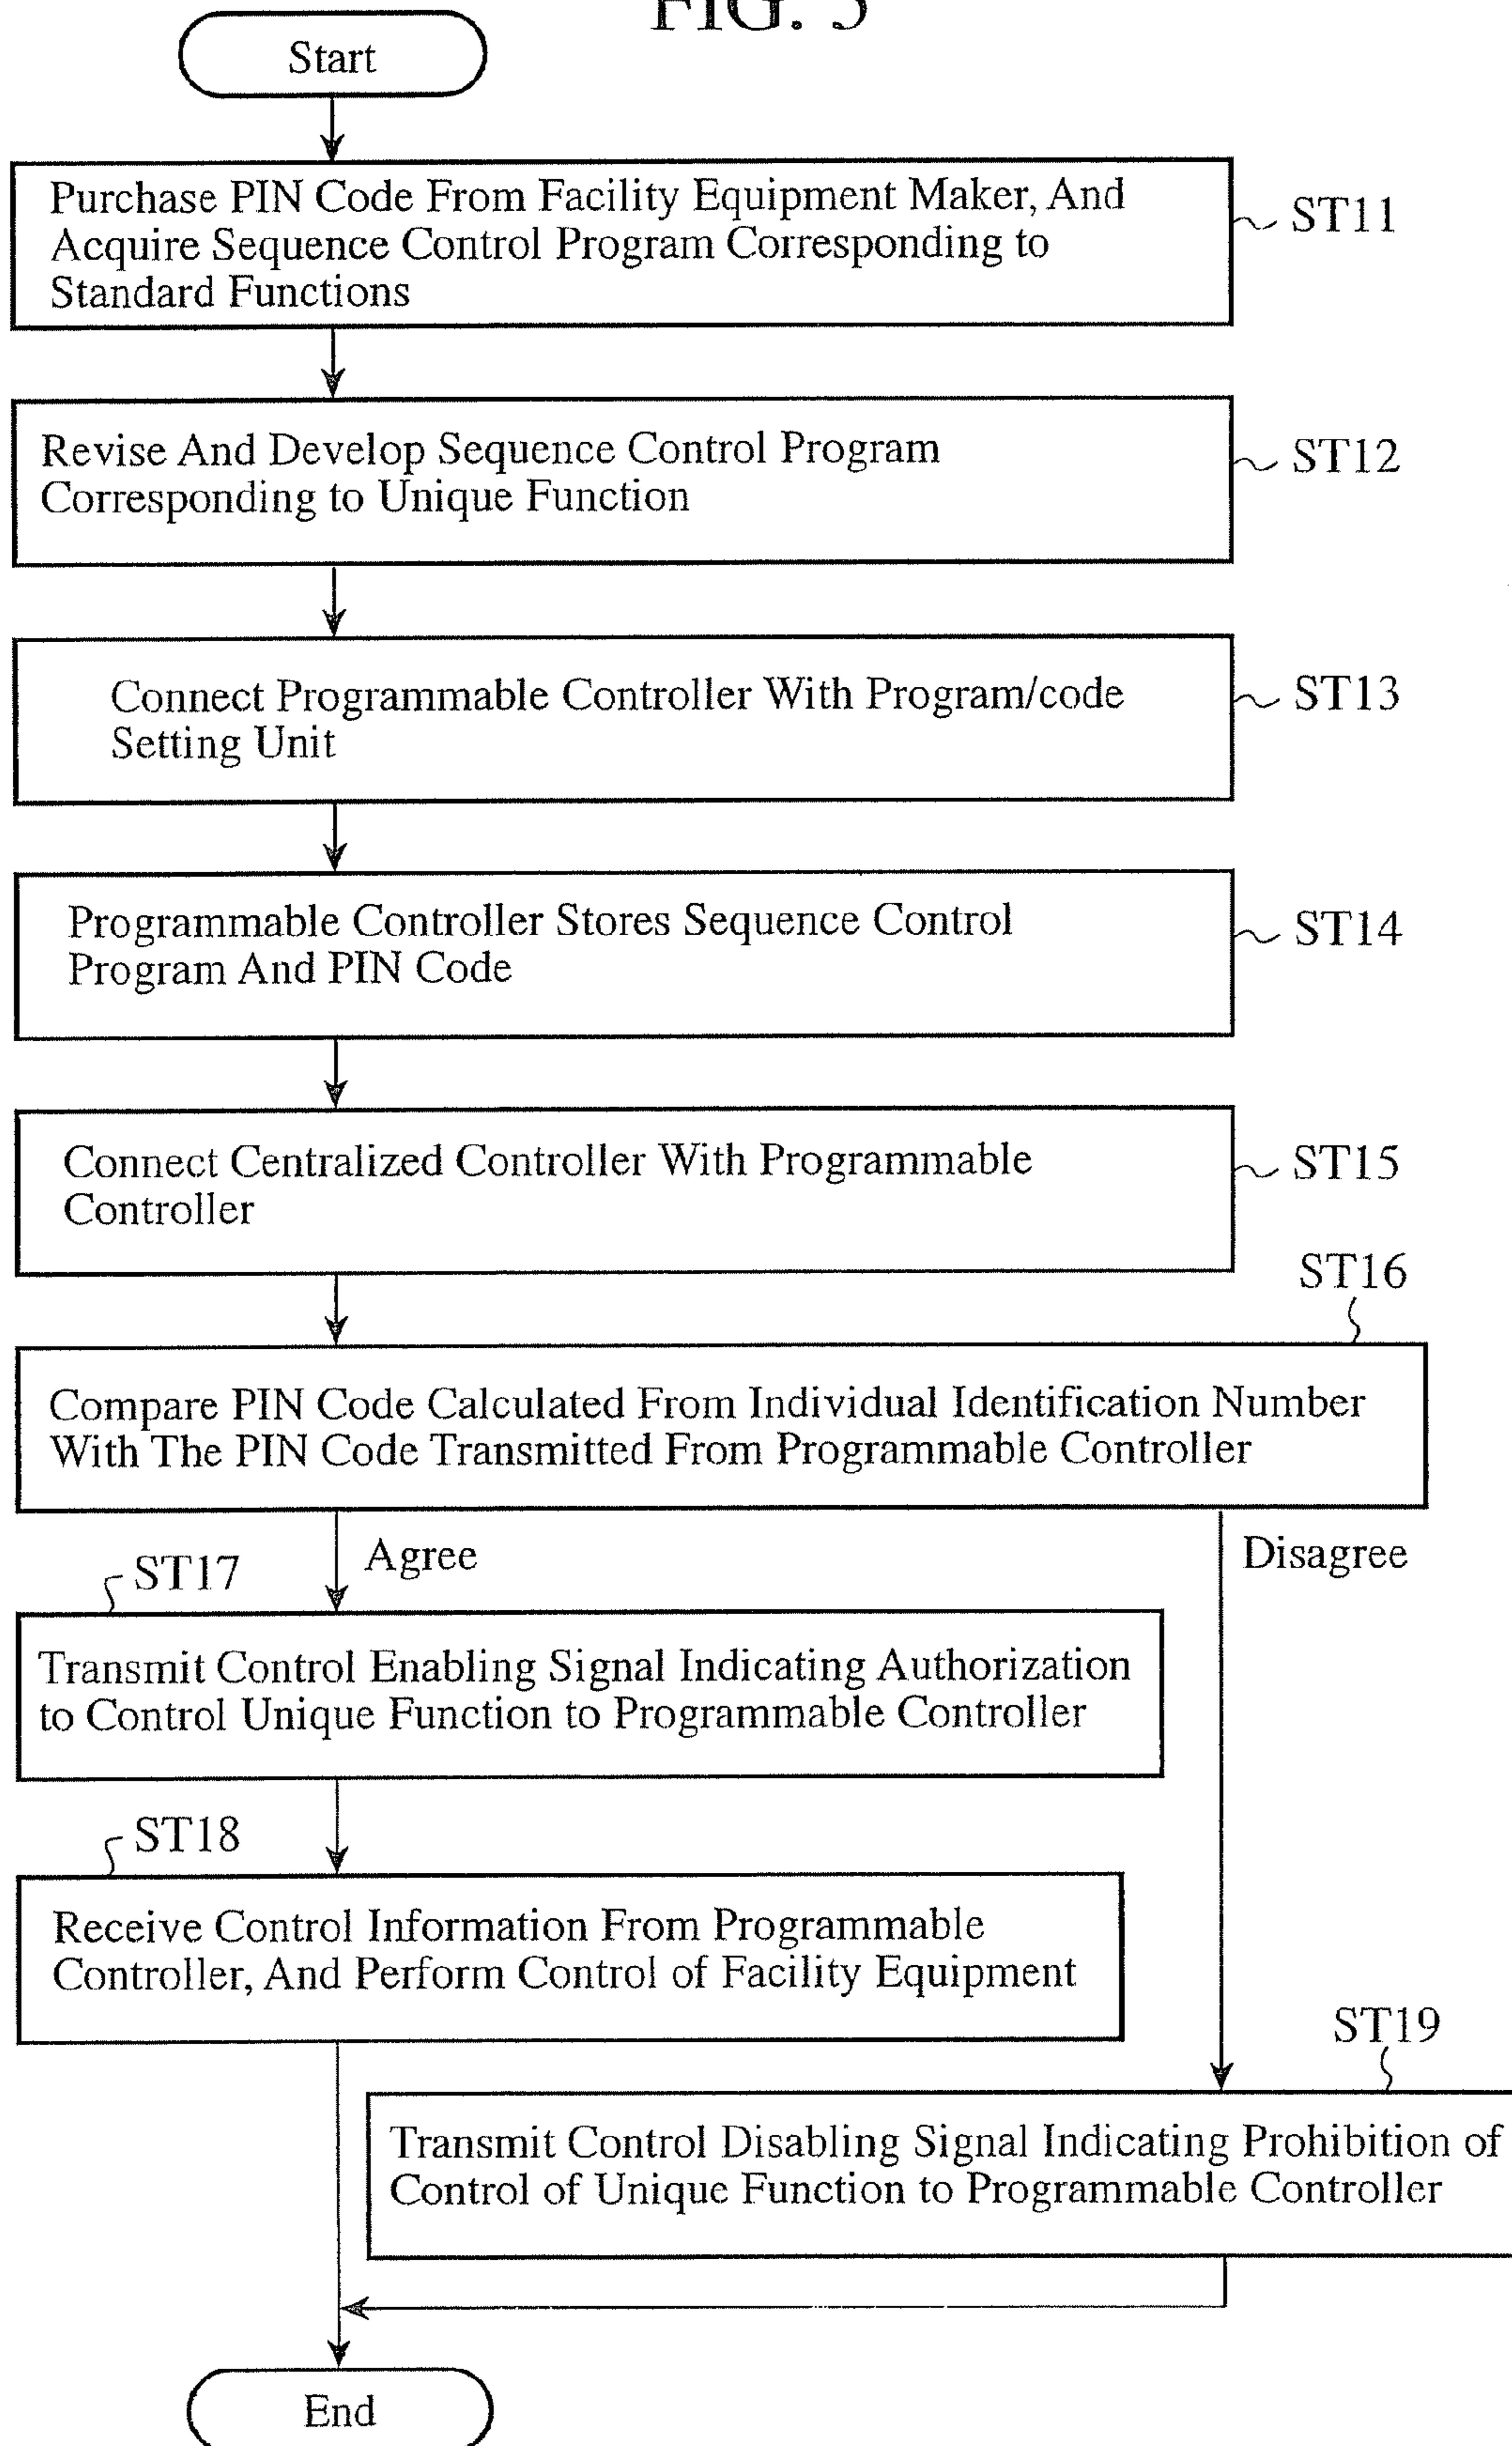 FIG. 5
Start
Purchase PIN Code From Facility Equipment Maker, And
Acquire Sequence Control Program Corresponding to
Standard Functions
ST11
Revise And Develop Sequence Control Program
Corresponding to Unique Function
ST12
Connect Programmable Controller With Program/code
Setting Unit
ST13
Programmable Controller Stores Sequence Control
Program And PIN Code
ST14
Connect Centralized Controller With Programmable
Controller
ST15
ST16
Compare PIN Code Calculated From Individual Identification Number
With The PIN Code Transmitted From Programmable Controller
Agree
Disagree
ST17
Transmit Control Enabling Signal Indicating Authorization
to Control Unique Function to Programmable Controller
ST18
Receive Control Information From Programmable
Controller, And Perform Control of Facility Equipment
ST19
Transmit Control Disabling Signal Indicating Prohibition of
Control of Unique Function to Programmable Controller
End